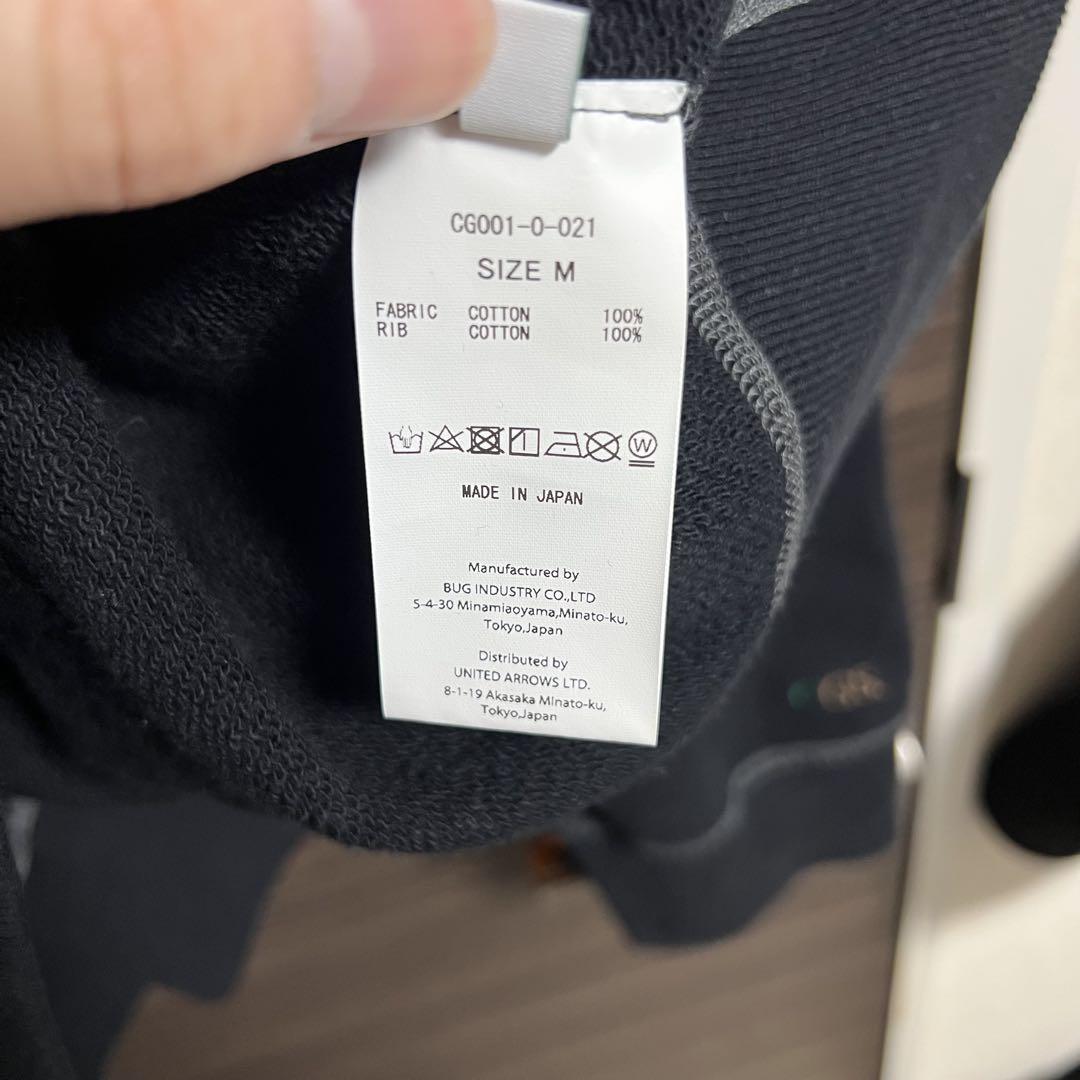 CG001-0-021
SIZE M
FABRIC COTTON 100%
RIB COTTON 100%
W
MADE IN JAPAN
Manufactured by
BUG INDUSTRY CO.,LTD
5-4-30 Minamiaoyama,Minato-ku,
Tokyo,Japan
Distributed by
UNITED ARROWS LTD.
8-1-19 Akasaka Minato-ku,
Tokyo,Japan